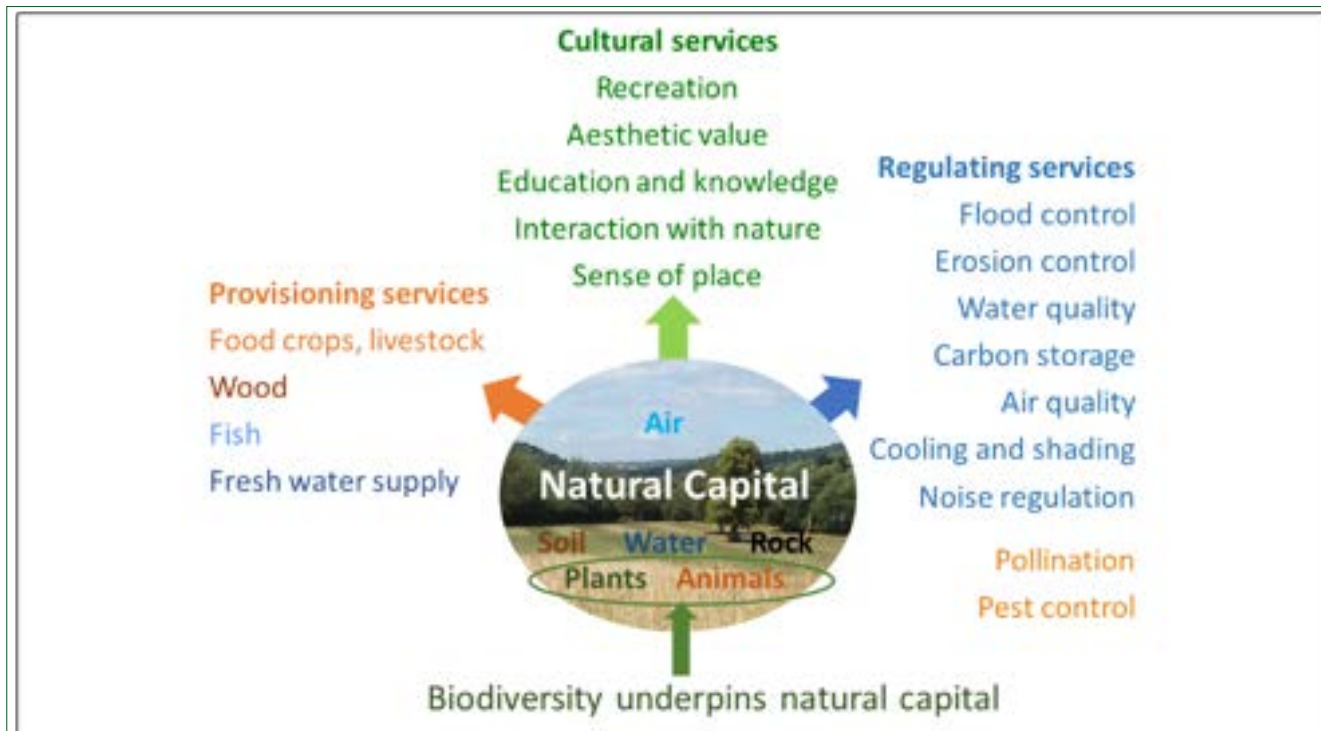 Cultural services
Recreation
Aesthetic value
Education and knowledge
Interaction with nature
Sense of place
Provisioning services
Food crops, livestock
Wood
Fish
Fresh water supply
Regulating services
Flood control
Erosion control
Water quality
Carbon storage
Air quality
Cooling and shading
Noise regulation
Pollination
Pest control
Air
Natural Capital
Soil Water Rock
Plants Animals
Biodiversity underpins natural capital